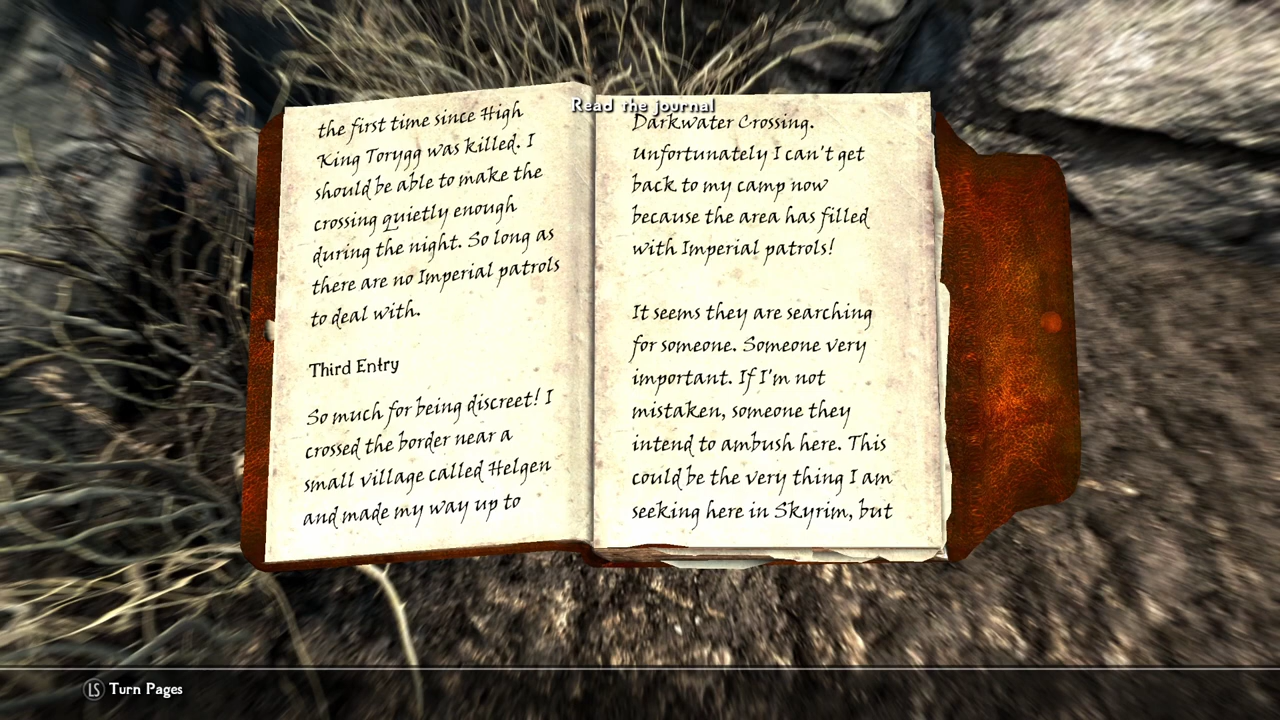 Read the journal
the first time since High
King Torygg was killed. I
should be able to make the
crossing quietly enough
during the night. So long as
there are no Imperial patrols
to deal with.
Third Entry
So much for being discreet! I
crossed the border near a
small village called Helgen
and made my way up to
Darkwater Crossing.
Unfortunately I can't get
back to my camp now
because the area has filled
with Imperial patrols!
It seems they are searching
for someone. Someone very
important. If I'm not
mistaken, someone they
intend to ambush here. This
could be the very thing I am
seeking here in Skyrim, but
LS Turn Pages